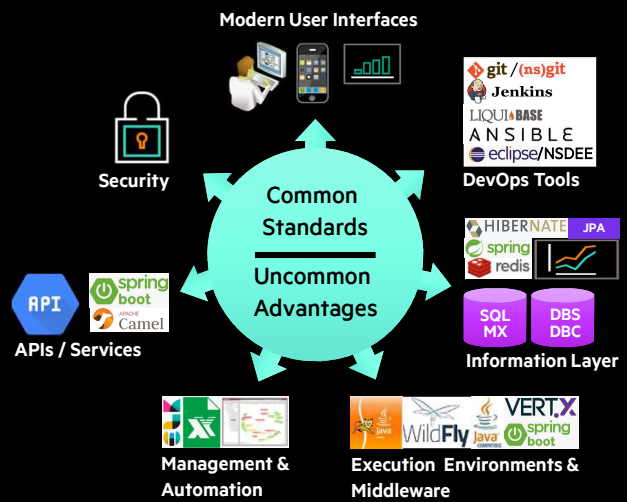 Modern User Interfaces
git /(ns)git
Jenkins
LIQUIBASE
ANSIBLE
eclipse/NSDEE
DevOps Tools
Security
Common
Standards
Uncommon
Advantages
HIBERNATE
JPA
spring
redis
SQL
MX
DBS
DBC
Information Layer
API
spring
boot
APACHE
Camel
APIs / Services
X
Management &
Automation
Java
WildFly
Java
COMPATIBLE
VERT.X
spring
boot
Execution Environments &
Middleware